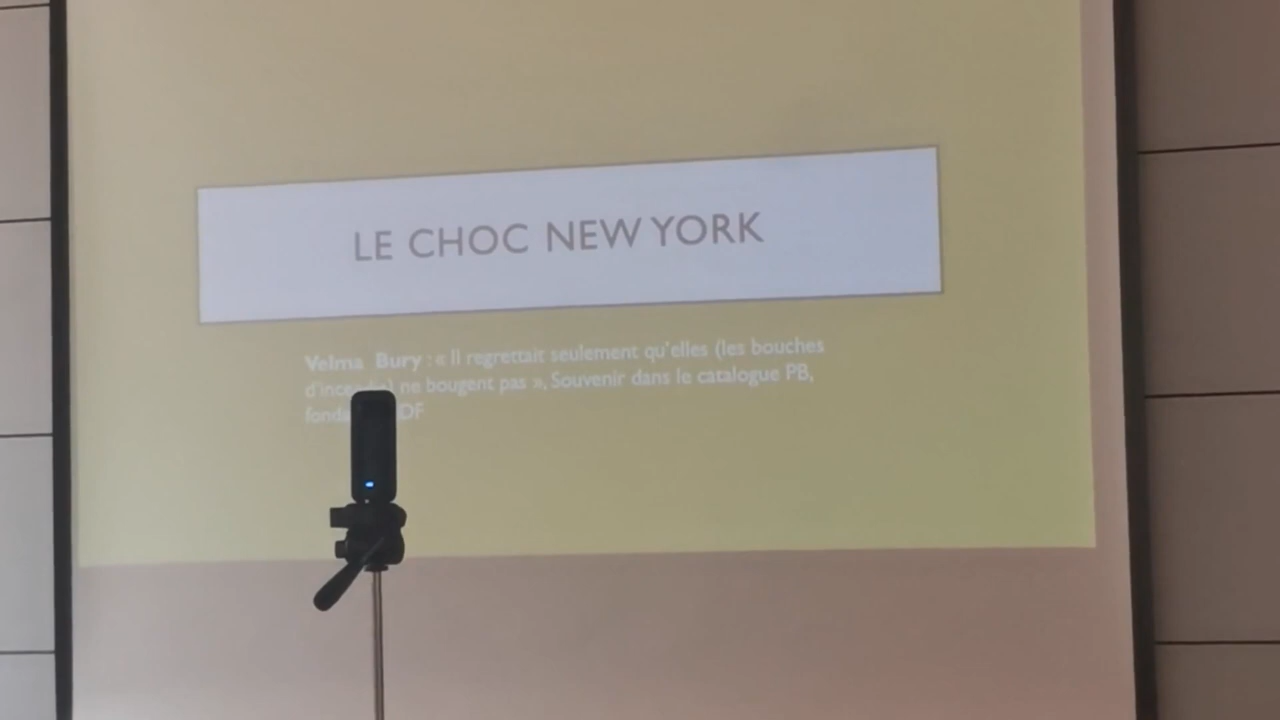 LE CHOC NEW YORK
Velma Bury : « Il regrettait seulement qu'elles (les bouches
ne bougent pas », Souvenir dans le catalogue PB,